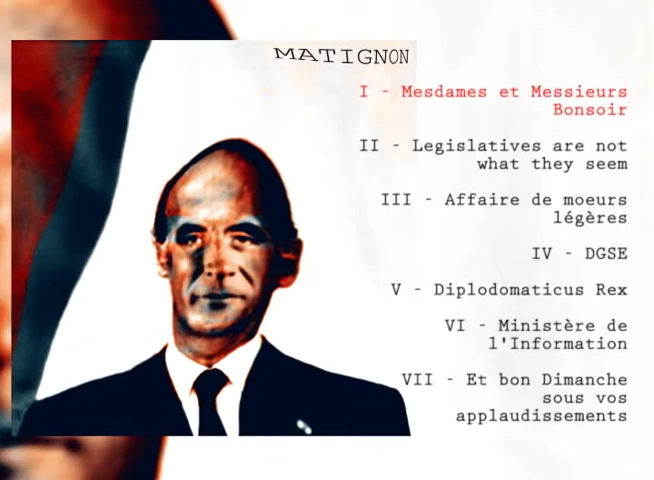 MATIGNON
I - Mesdames et Messieurs
Bonsoir
II - Legislatives are not
what they seem
III - Affaire de moeurs
légères
IV - DGSE
V - Diplodomaticus Rex
VI - Ministère de
l'Information
VII - Et bon Dimanche
sous vos
applaudissements